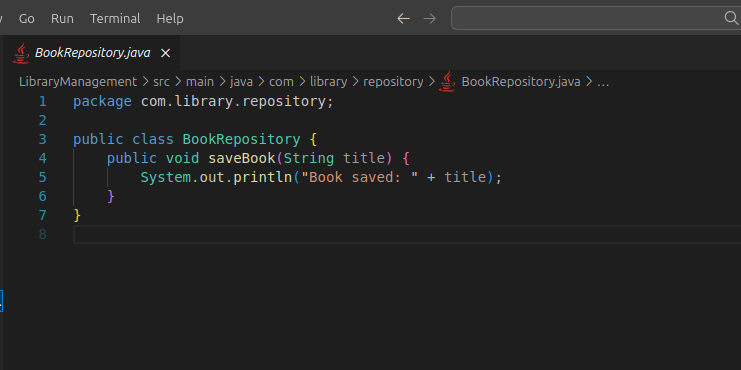 Go Run Terminal Help
BookRepository.java
LibraryManagement > src > main > java > com > library > repository > BookRepository.java > ...
1 package com.library.repository;
2
3 public class BookRepository {
4     public void saveBook(String title) {
5         System.out.println("Book saved: " + title);
6     }
7 }
8